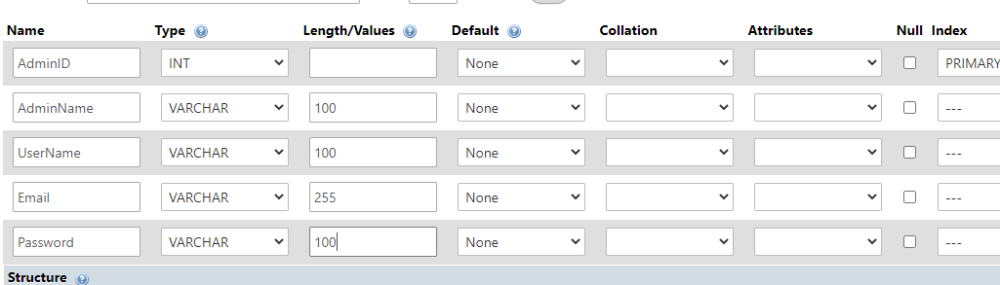 Name Type Length/Values Default Collation Attributes Null Index
AdminID INT None PRIMARY
AdminName VARCHAR 100 None ---
UserName VARCHAR 100 None ---
Email VARCHAR 255 None ---
Password VARCHAR 100 None ---
Structure